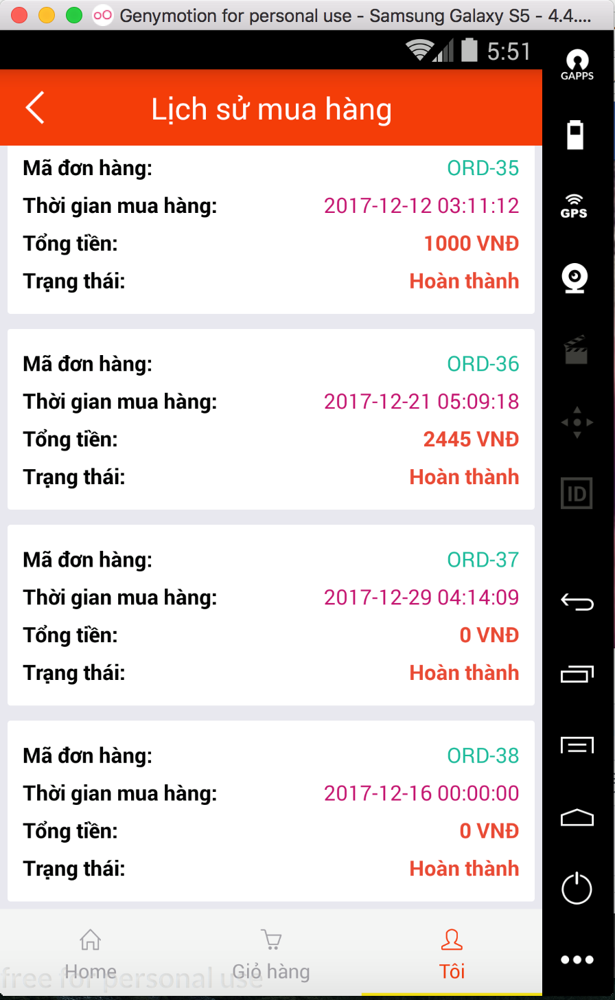 Genymotion for personal use - Samsung Galaxy S5 - 4.4....
5:51
GAPPS
Lịch sử mua hàng
Mã đơn hàng: ORD-35
Thời gian mua hàng: 2017-12-12 03:11:12
Tổng tiền: 1000 VNĐ
Trạng thái: Hoàn thành
GPS
Mã đơn hàng: ORD-36
Thời gian mua hàng: 2017-12-21 05:09:18
Tổng tiền: 2445 VNĐ
Trạng thái: Hoàn thành
ID
Mã đơn hàng: ORD-37
Thời gian mua hàng: 2017-12-29 04:14:09
Tổng tiền: 0 VNĐ
Trạng thái: Hoàn thành
Mã đơn hàng: ORD-38
Thời gian mua hàng: 2017-12-16 00:00:00
Tổng tiền: 0 VNĐ
Trạng thái: Hoàn thành
Home Giỏ hàng Tôi
free for personal use